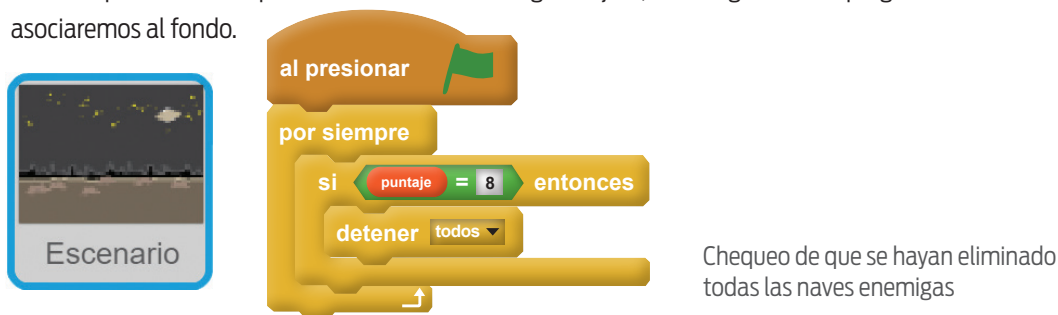 asociaremos al fondo.
al presionar
por siempre
si puntaje = 8 entonces
detener todos
Escenario
Chequeo de que se hayan eliminado
todas las naves enemigas